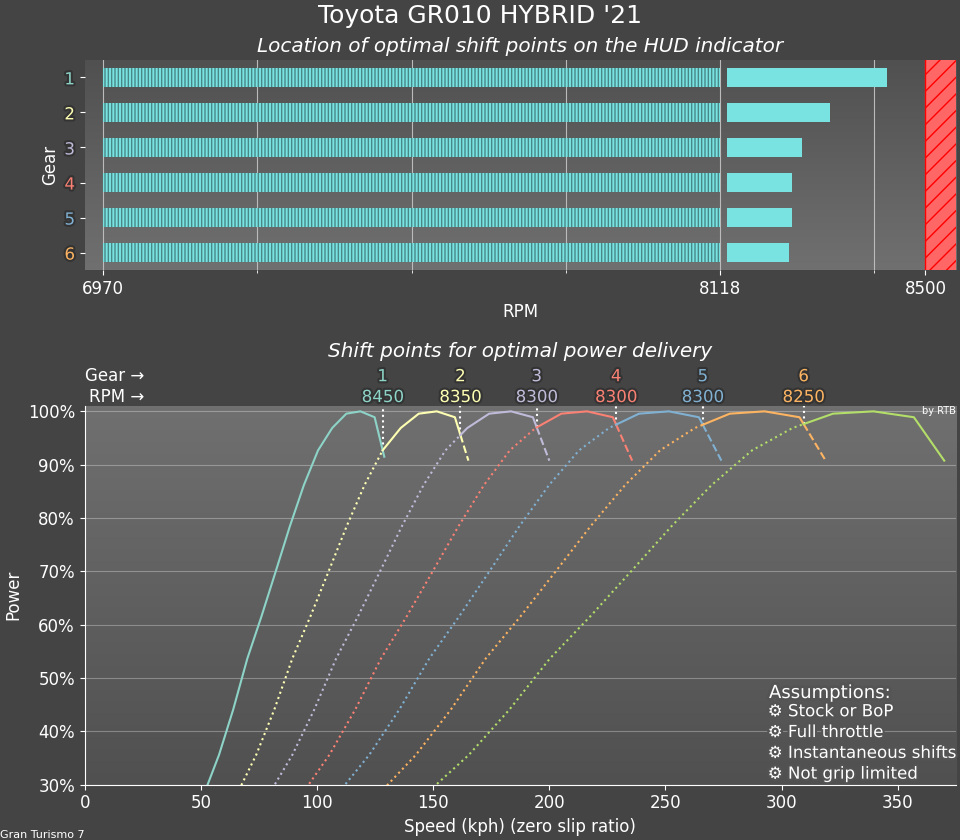 Toyota GR010 HYBRID '21
Location of optimal shift points on the HUD indicator
Gear
1
2
3
4
5
6
6970 8118 8500
RPM
Shift points for optimal power delivery
Gear → 1 2 3 4 5 6
RPM → 8450 8350 8300 8300 8300 8250
by RTB
Power
100%
90%
80%
70%
60%
50%
40%
30%
Assumptions:
⚙ Stock or BoP
⚙ Full throttle
⚙ Instantaneous shifts
⚙ Not grip limited
0 50 100 150 200 250 300 350
Speed (kph) (zero slip ratio)
Gran Turismo 7